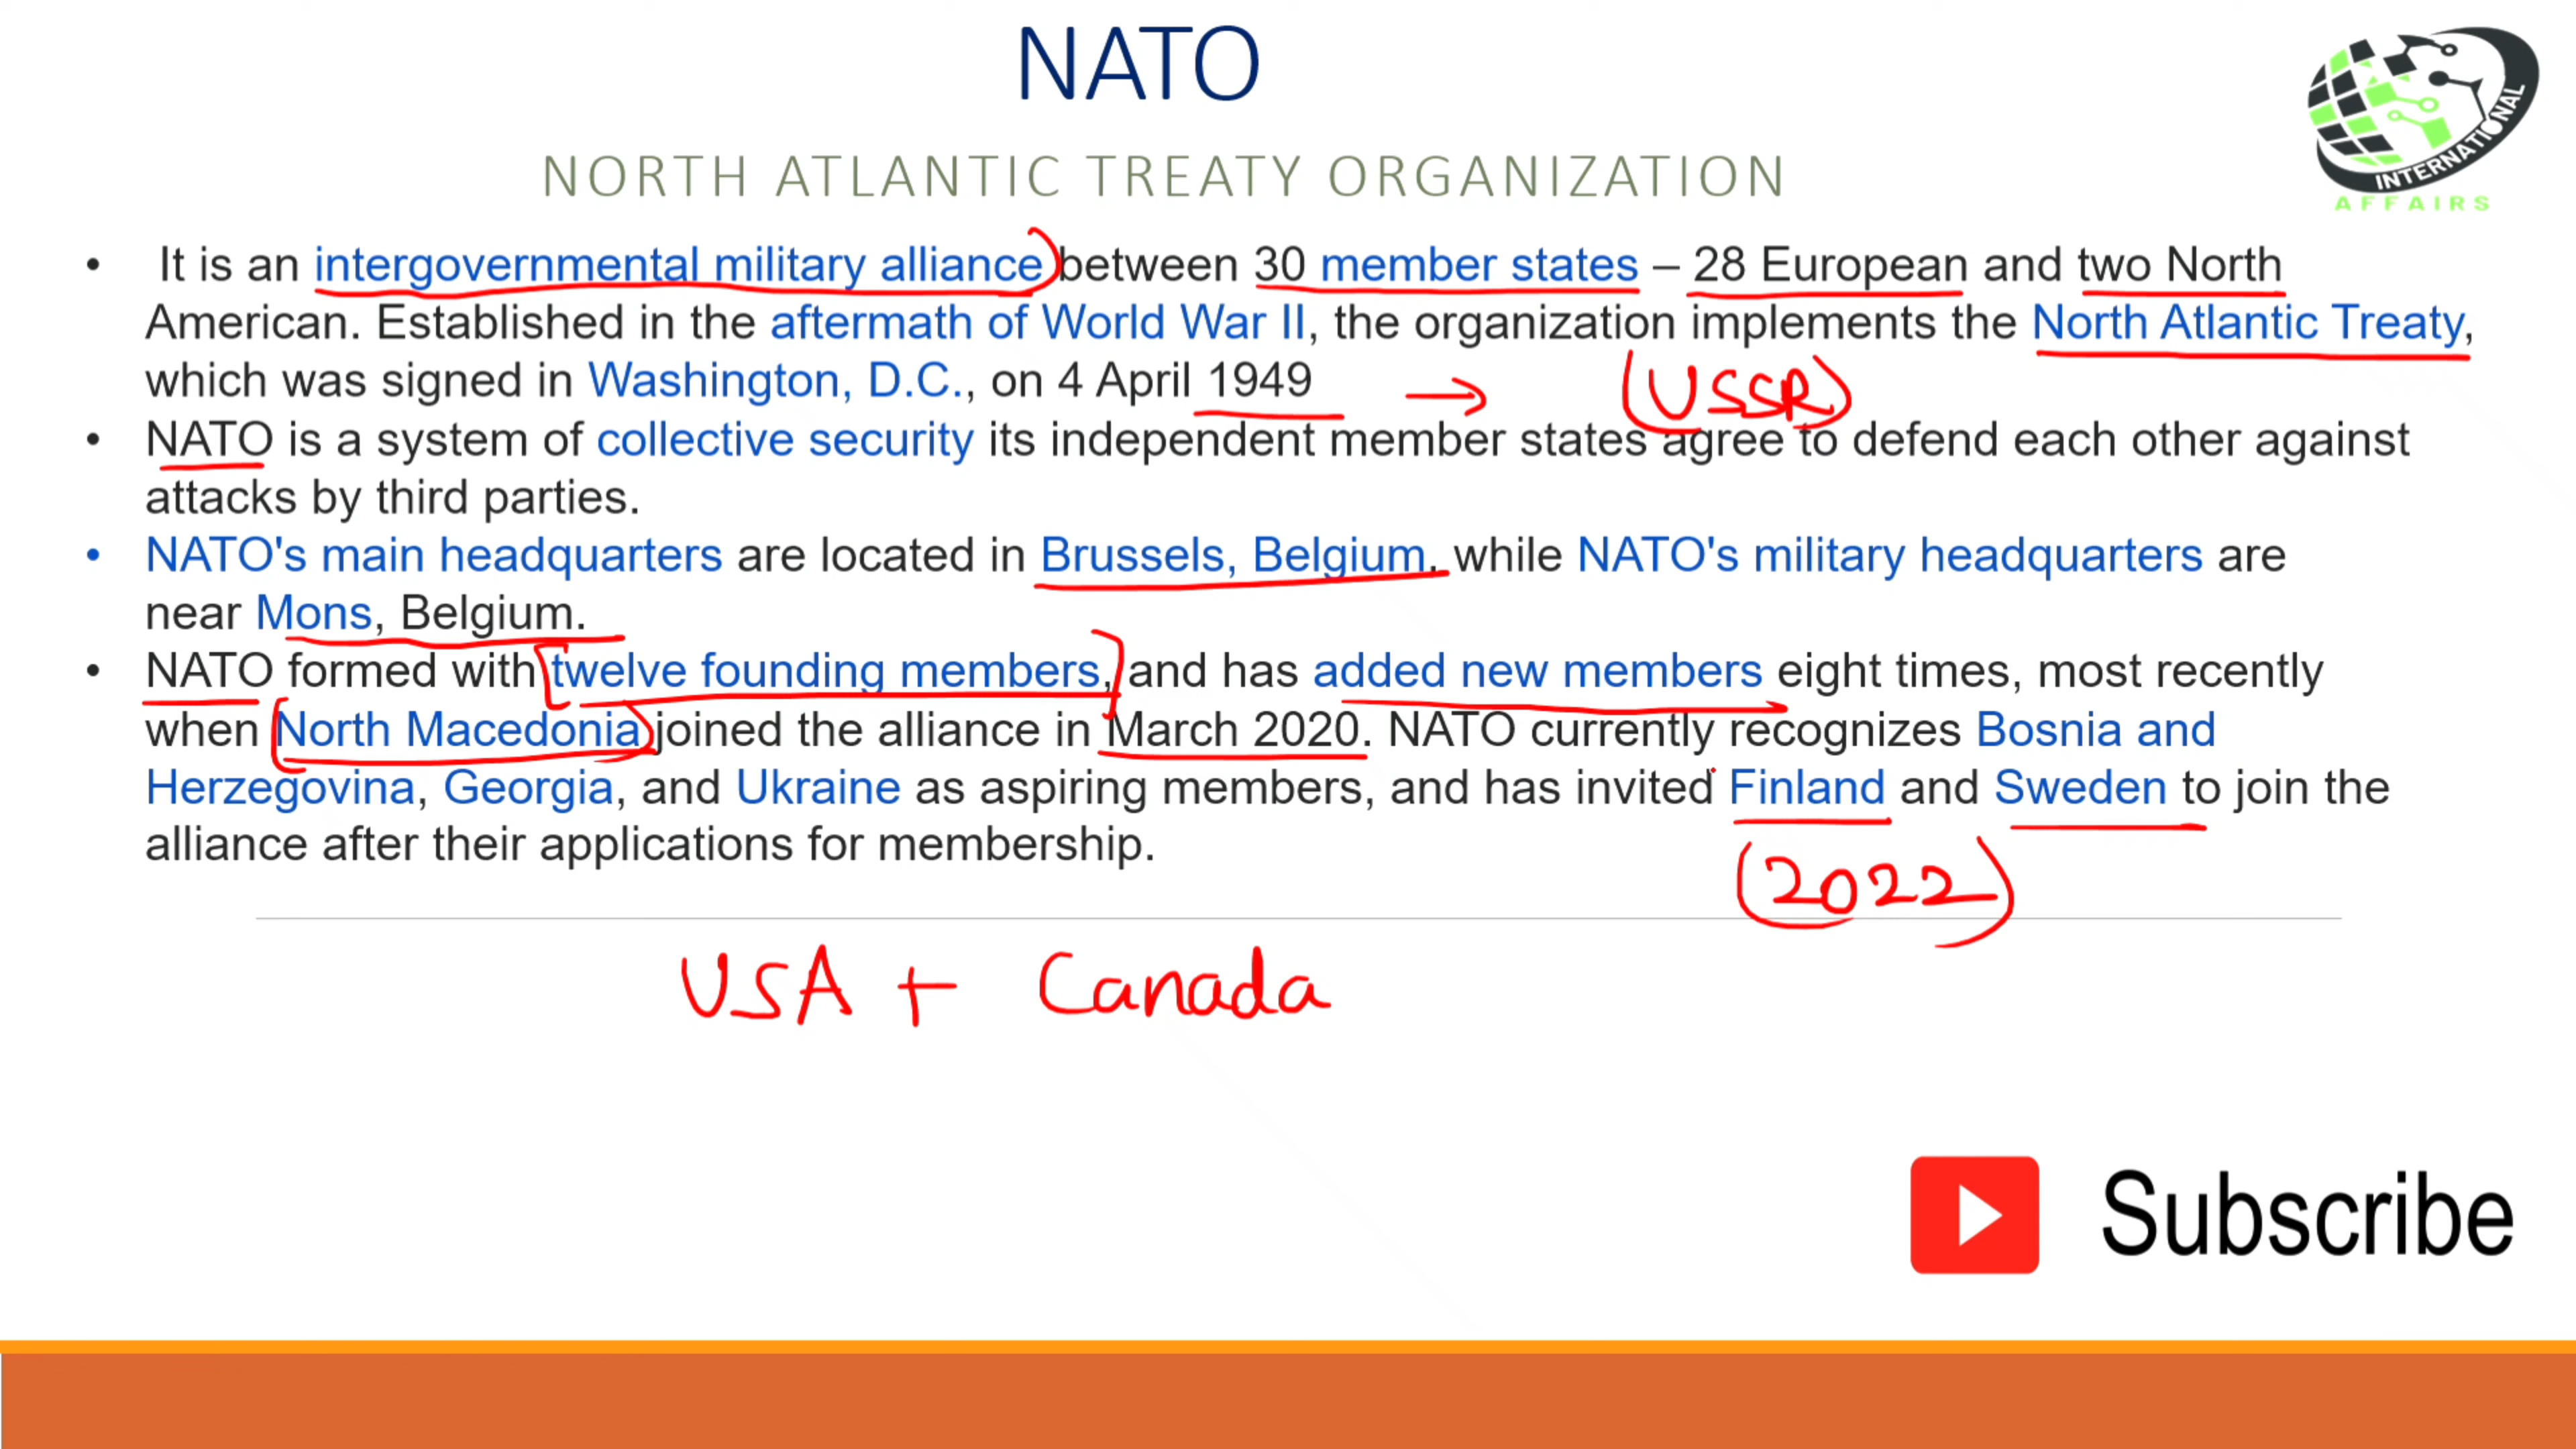 NATO
INTERNATIONAL
AFFAIRS
NORTH ATLANTIC TREATY ORGANIZATION
• It is an intergovernmental military alliance between 30 member states – 28 European and two North
American. Established in the aftermath of World War II, the organization implements the North Atlantic Treaty,
which was signed in Washington, D.C., on 4 April 1949 → (USSR)
• NATO is a system of collective security its independent member states agree to defend each other against
attacks by third parties.
• NATO's main headquarters are located in Brussels, Belgium, while NATO's military headquarters are
near Mons, Belgium.
• NATO formed with [twelve founding members,] and has added new members eight times, most recently
when (North Macedonia) joined the alliance in March 2020. NATO currently recognizes Bosnia and
Herzegovina, Georgia, and Ukraine as aspiring members, and has invited Finland and Sweden to join the
alliance after their applications for membership.
(2022)
USA + Canada
Subscribe